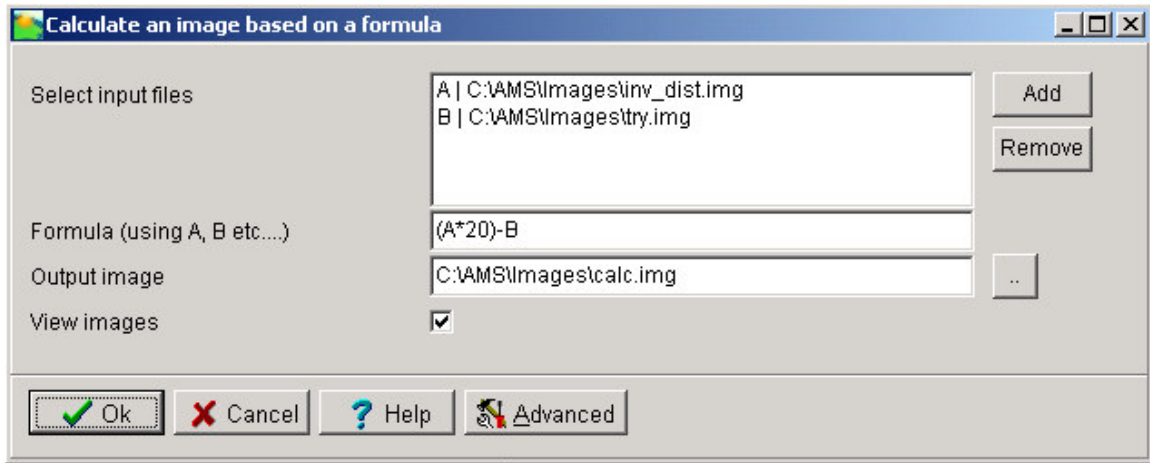 Calculate an image based on a formula
Select input files
A | C:\AMS\Images\inv_dist.img
B | C:\AMS\Images\try.img
Add
Remove
Formula (using A, B etc....)
(A*20)-B
Output image
C:\AMS\Images\calc.img
..
View images
Ok
Cancel
? Help
Advanced